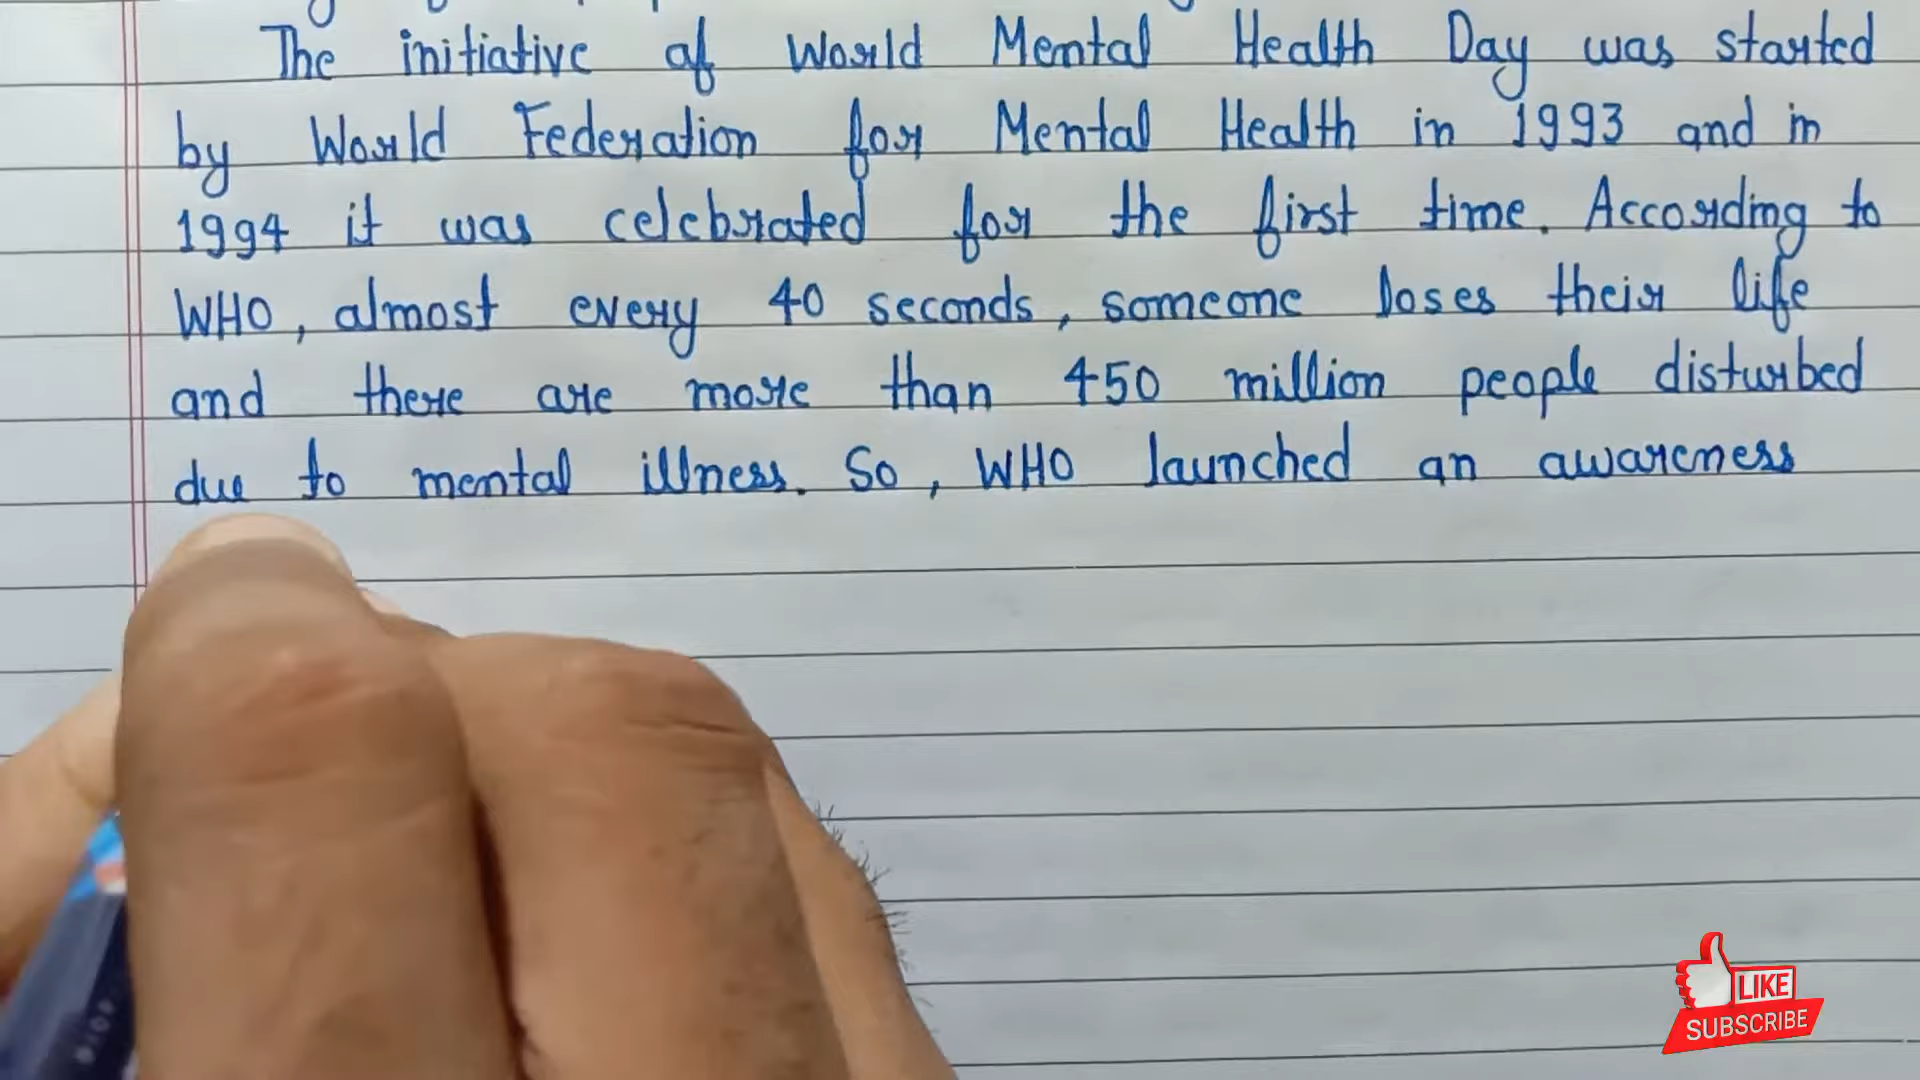 The initiative of World Mental Health Day was started
by World Federation for Mental Health in 1993 and in
1994 it was celebrated for the first time. According to
WHO, almost every 40 seconds, someone loses their life
and there are more than 450 million people disturbed
due to mental illness. So, WHO launched an awareness
LIKE
SUBSCRIBE